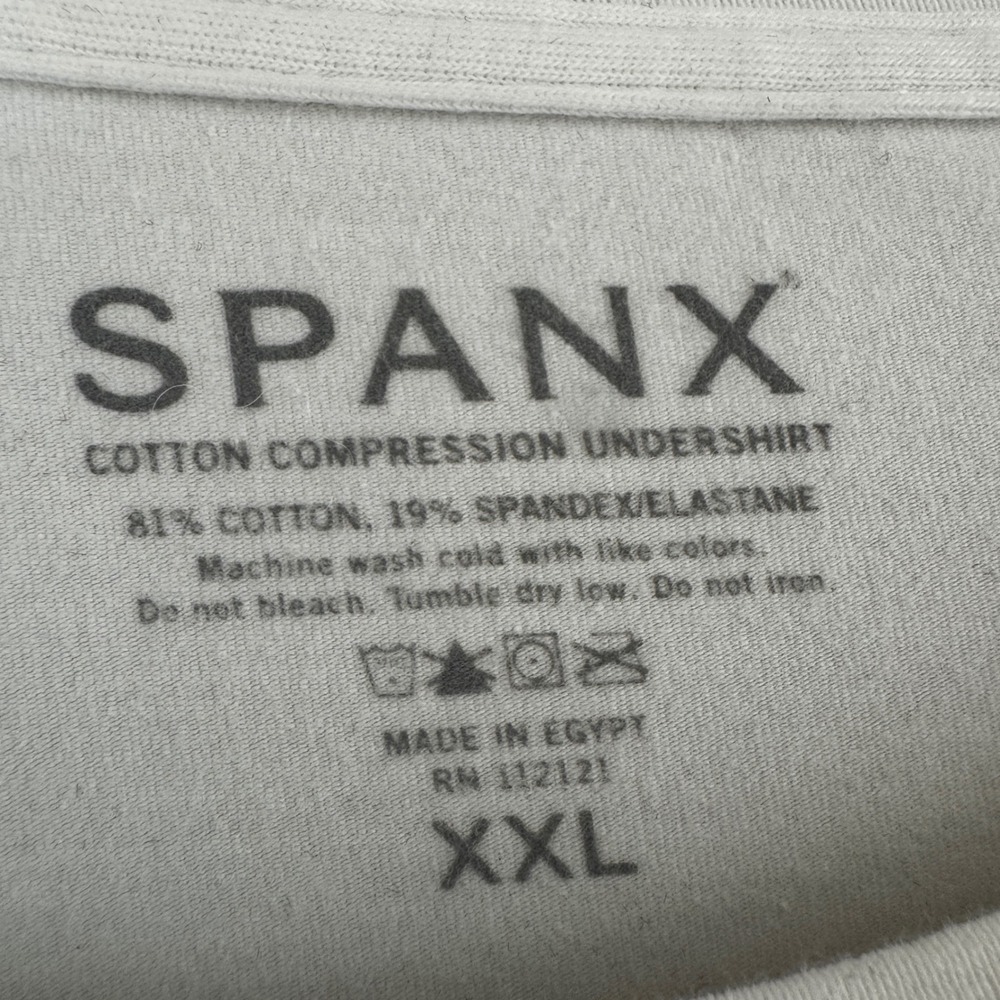 SPANX®
COTTON COMPRESSION UNDERSHIRT
81% COTTON, 19% SPANDEX/ELASTANE
Machine wash cold with like colors.
Do not bleach. Tumble dry low. Do not iron.
MADE IN EGYPT
RN 112121
XXL